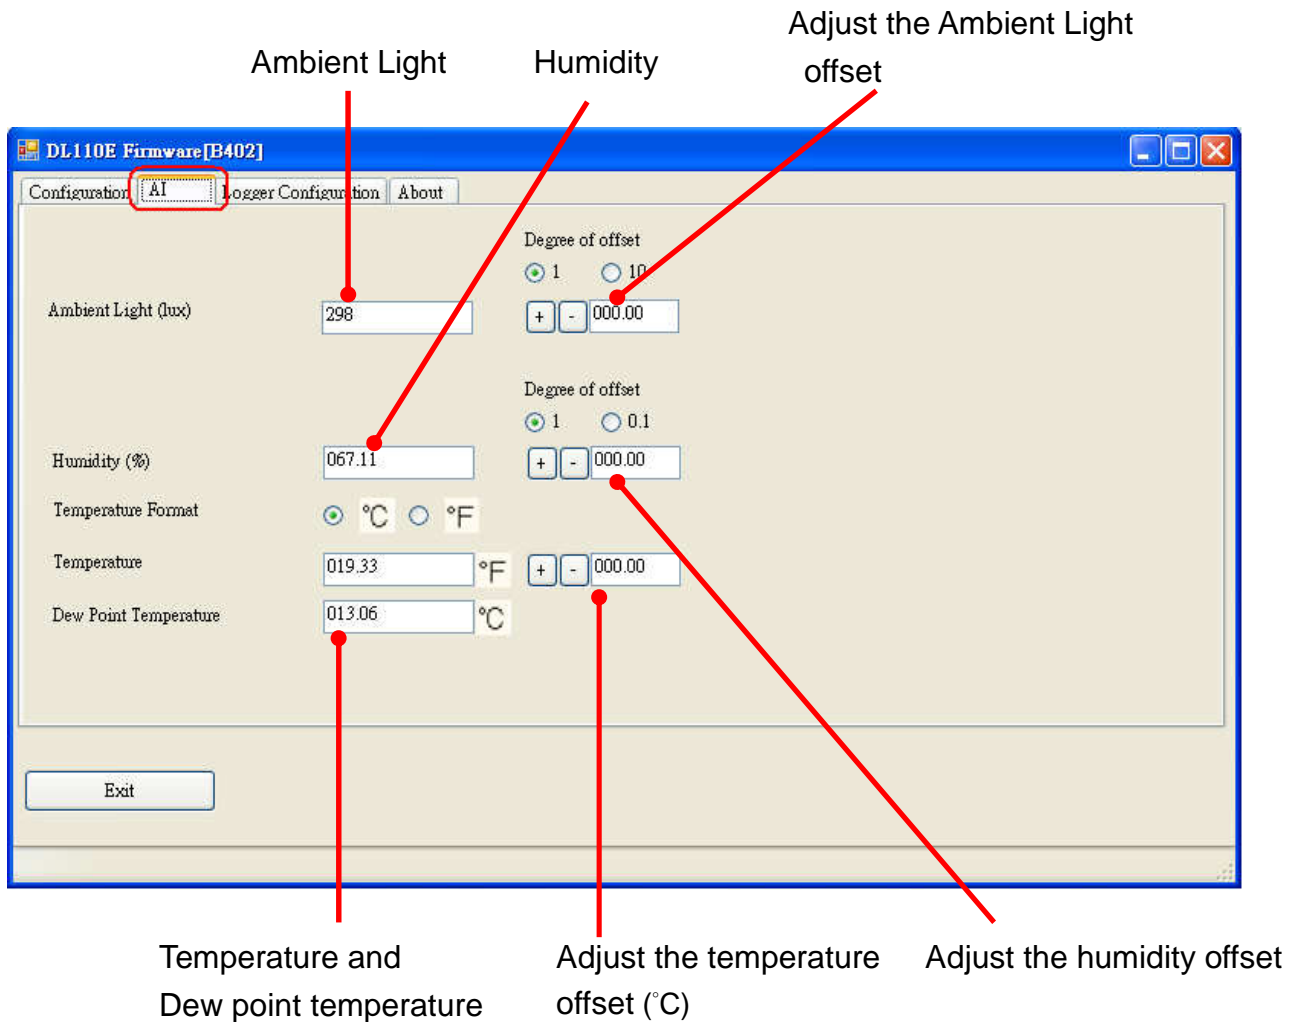 Adjust the Ambient Light
offset
Ambient Light
Humidity
DL110E Firmware[B402]
Configuration
AI
Logger Configuration
About
Degree of offset
1
10
Ambient Light (lux)
298
+
-
000.00
Degree of offset
1
0.1
Humidity (%)
067.11
+
-
000.00
Temperature Format
°C
°F
Temperature
019.33
°F
+
-
000.00
Dew Point Temperature
013.06
°C
Exit
Temperature and
Dew point temperature
Adjust the temperature
offset (°C)
Adjust the humidity offset